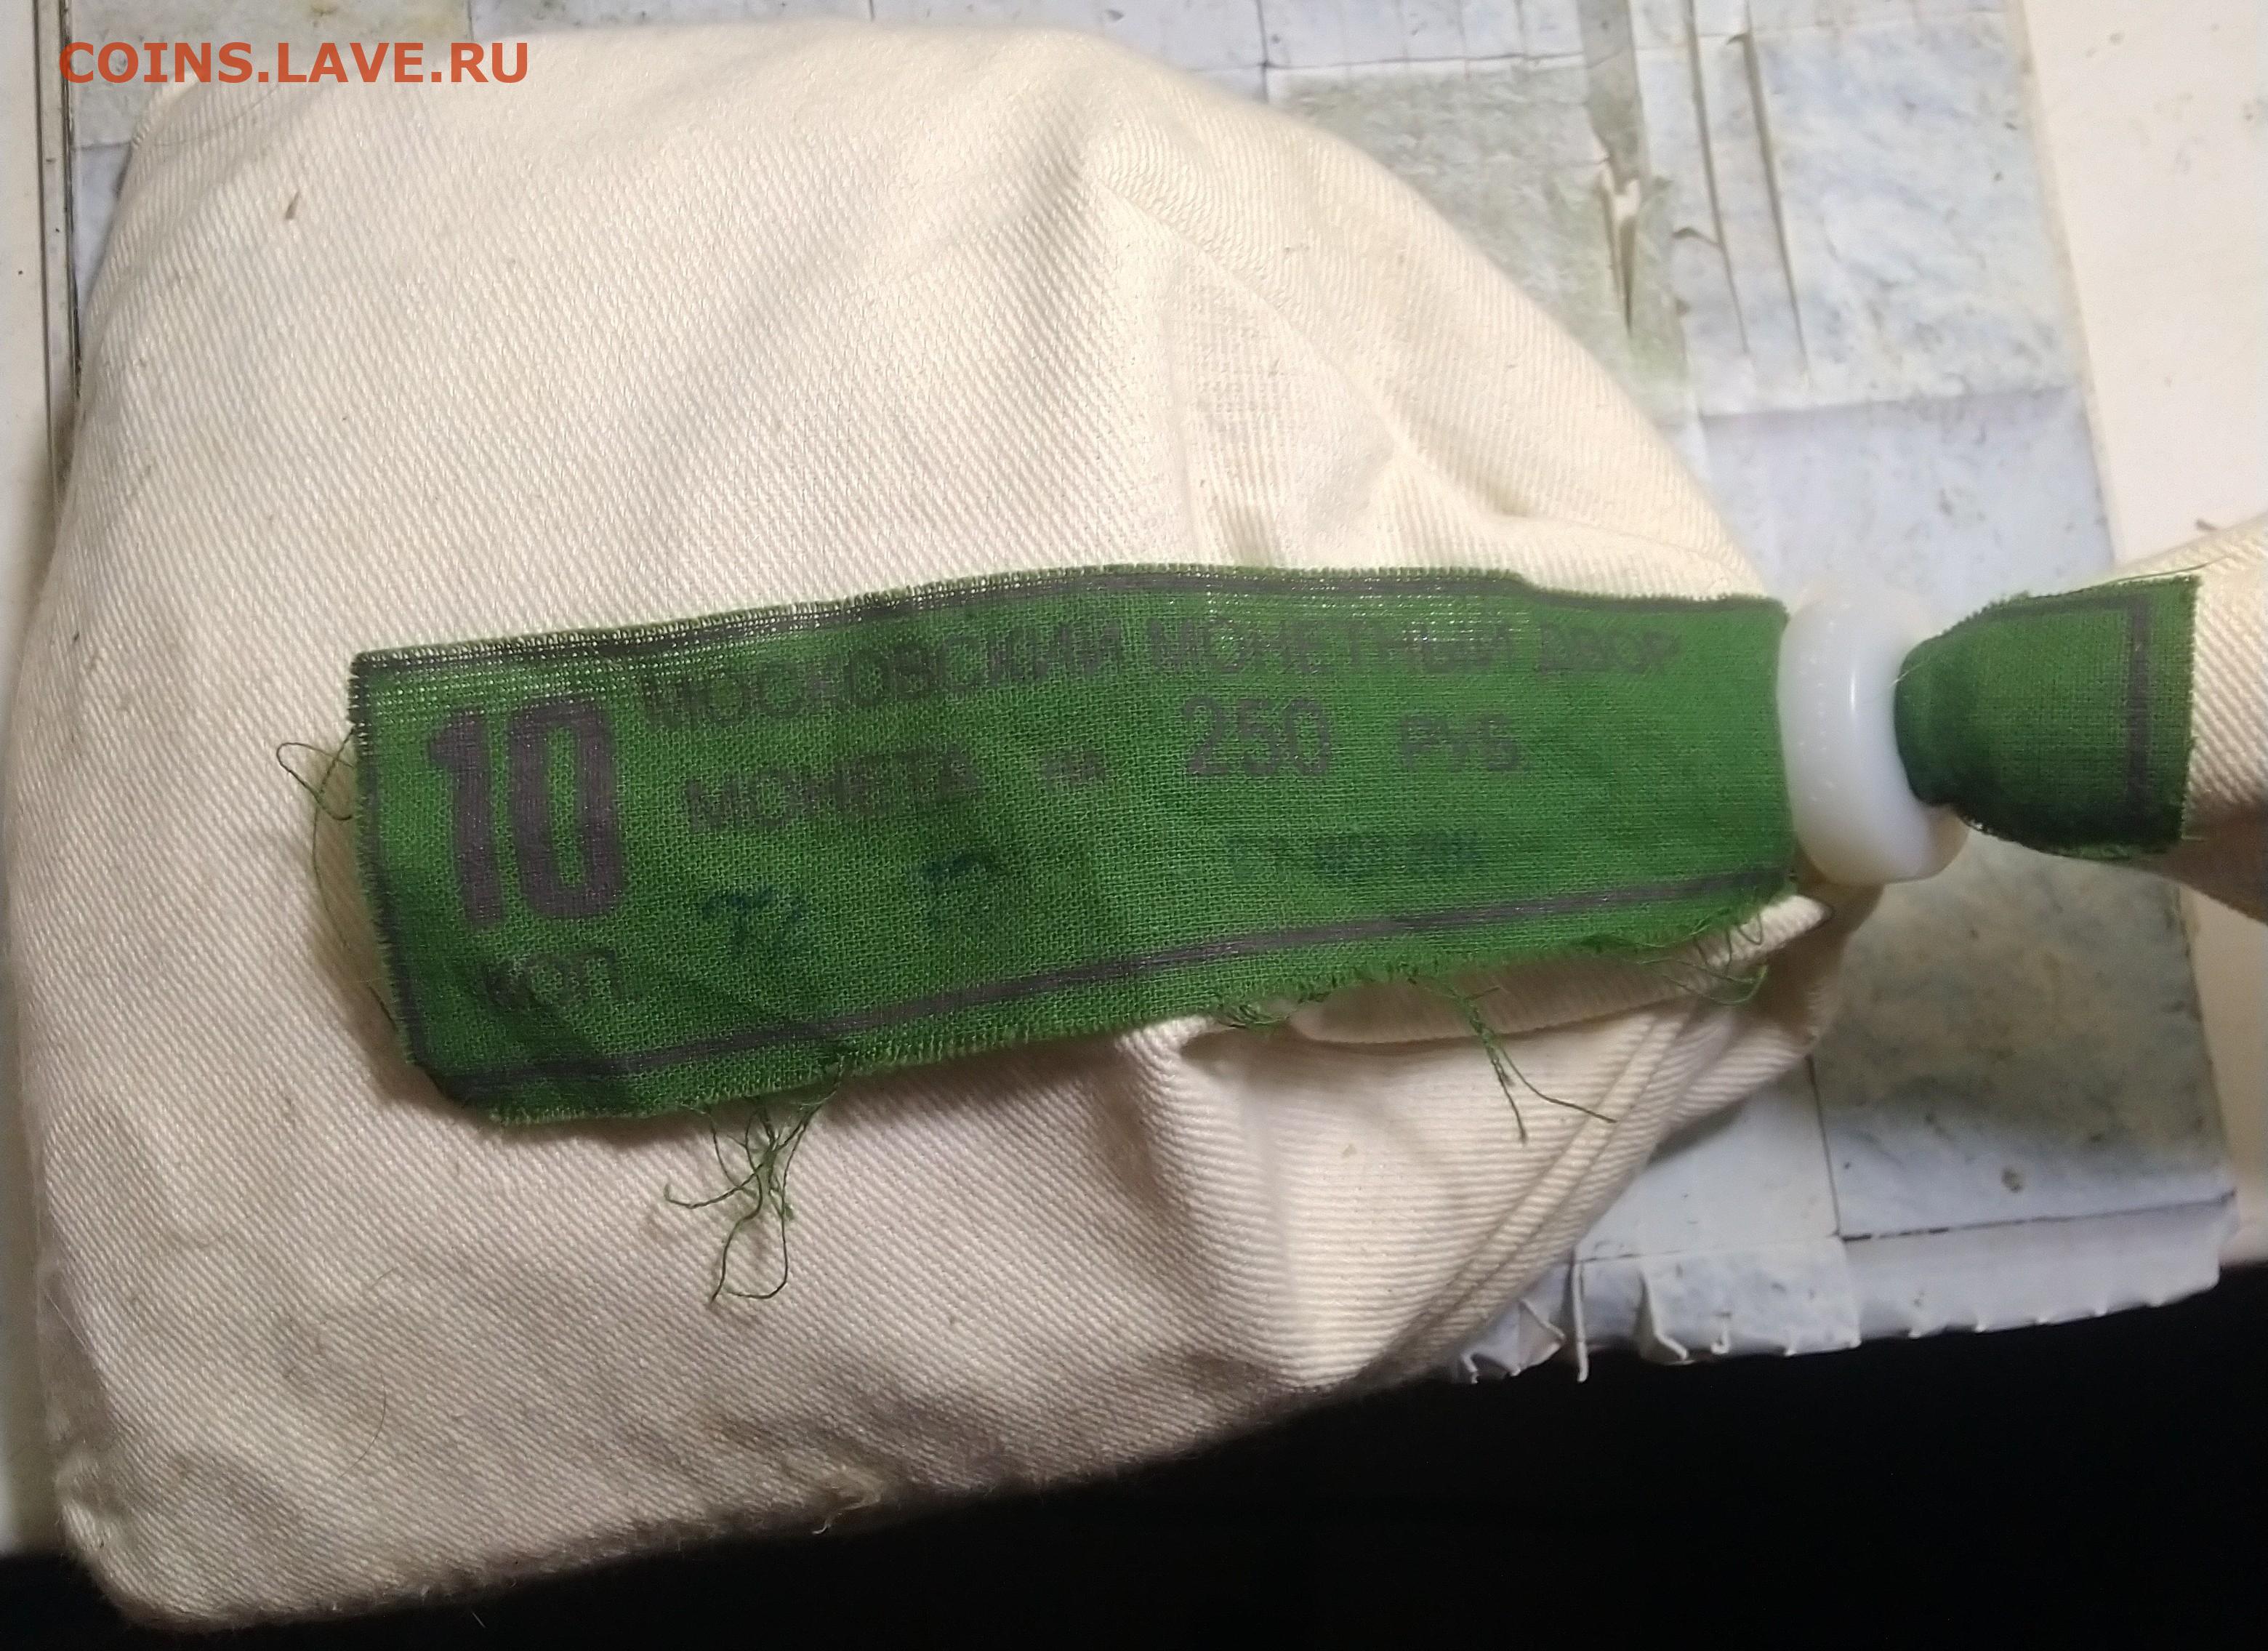 COINS.LAVE.RU
МОСКОВСКИЙ МОНЕТНЫЙ ДВОР
10 МОНЕТА на 250 РУБ.
КОП.